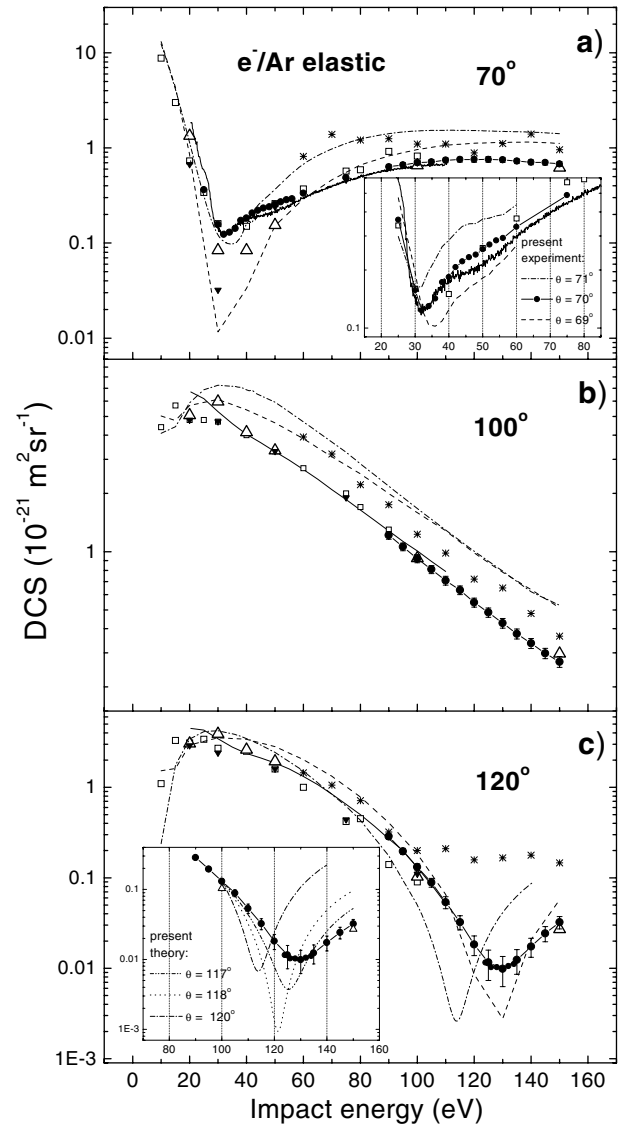 a)
e⁻/Ar elastic 70°
10
1
0.1
0.01
present
experiment:
θ = 71°
θ = 70°
θ = 69°
0.1
20 30 40 50 60 70 80
b)
100°
1
DCS (10⁻²¹ m²sr⁻¹)
c)
120°
1
0.1
0.01
1E-3
0.1
0.01
1E-3
present
theory:
θ = 117°
θ = 118°
θ = 120°
80 100 120 140 160
0 20 40 60 80 100 120 140 160
Impact energy (eV)